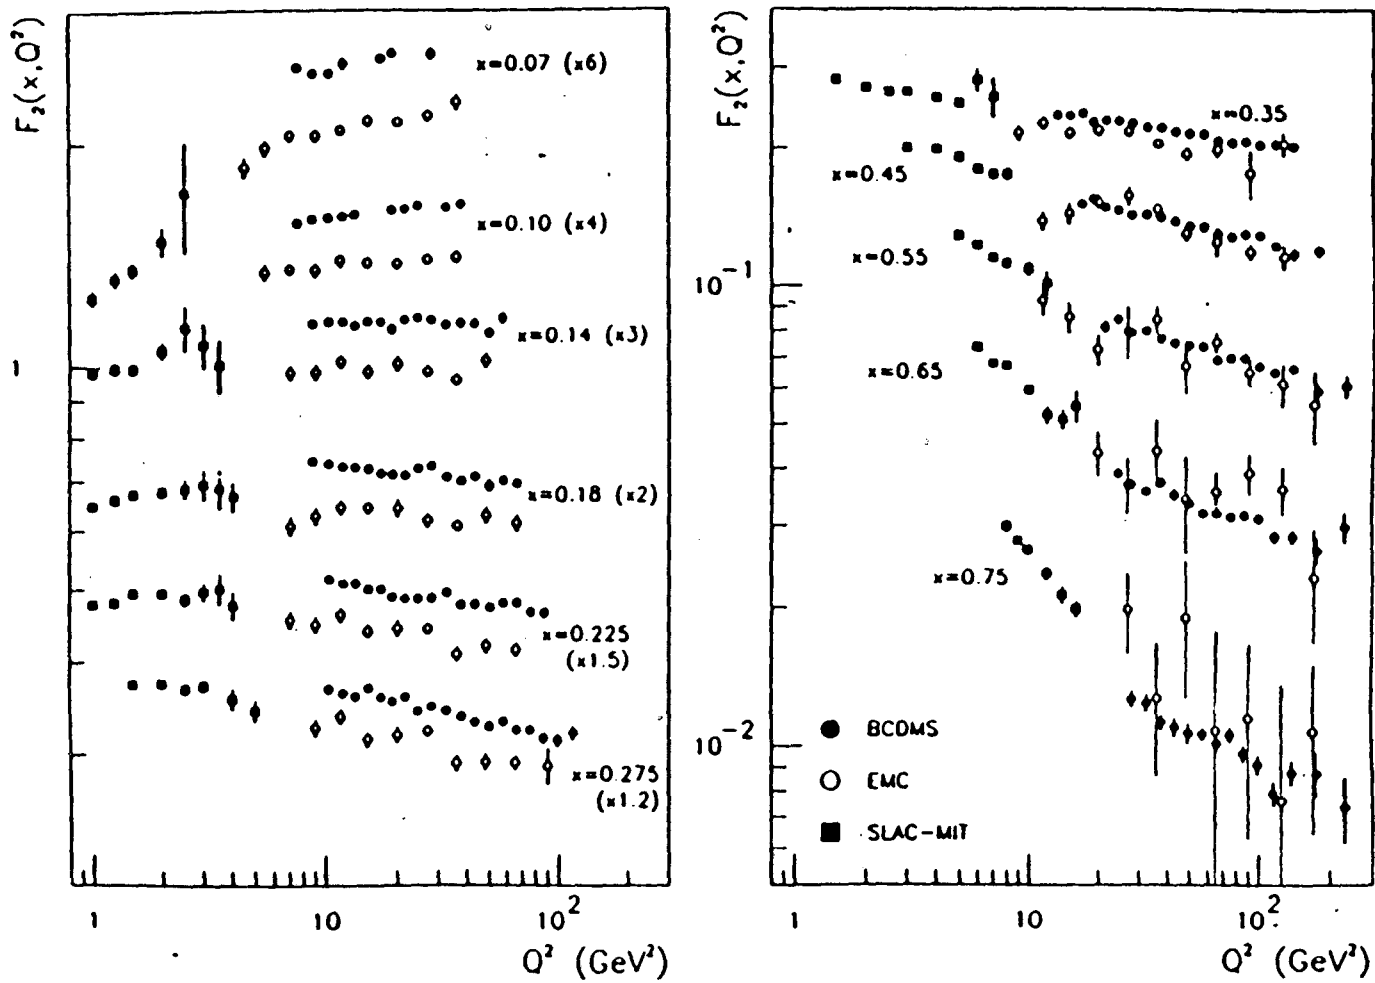 F₂(x,Q²)
x=0.07 (x6)
x=0.10 (x4)
x=0.14 (x3)
x=0.18 (x2)
x=0.225
(x1.5)
x=0.275
(x1.2)
1
1
10
10²
Q² (GeV²)
F₂(x,Q²)
x=0.35
x=0.45
x=0.55
x=0.65
x=0.75
10⁻¹
10⁻²
BCDMS
EMC
SLAC-MIT
1
10
10²
Q² (GeV²)